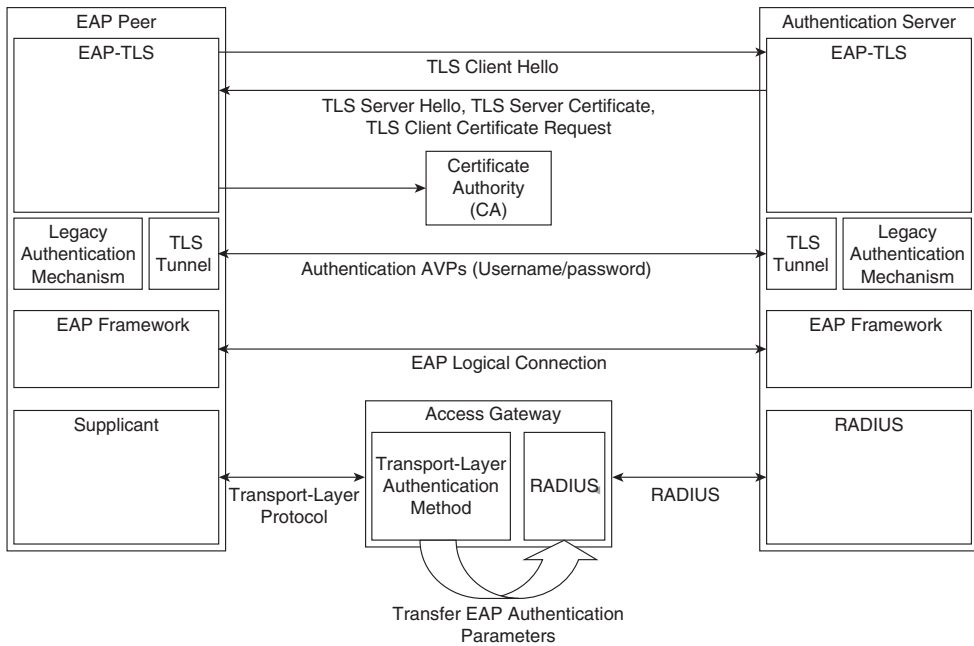 EAP Peer
Authentication Server
EAP-TLS
EAP-TLS
TLS Client Hello
TLS Server Hello, TLS Server Certificate,
TLS Client Certificate Request
Certificate
Authority
(CA)
Legacy
Authentication
Mechanism
TLS
Tunnel
Authentication AVPs (Username/password)
TLS
Tunnel
Legacy
Authentication
Mechanism
EAP Framework
EAP Framework
EAP Logical Connection
Supplicant
Access Gateway
RADIUS
Transport-Layer
Authentication
Method
RADIUS
Transport-Layer
Protocol
RADIUS
Transfer EAP Authentication
Parameters